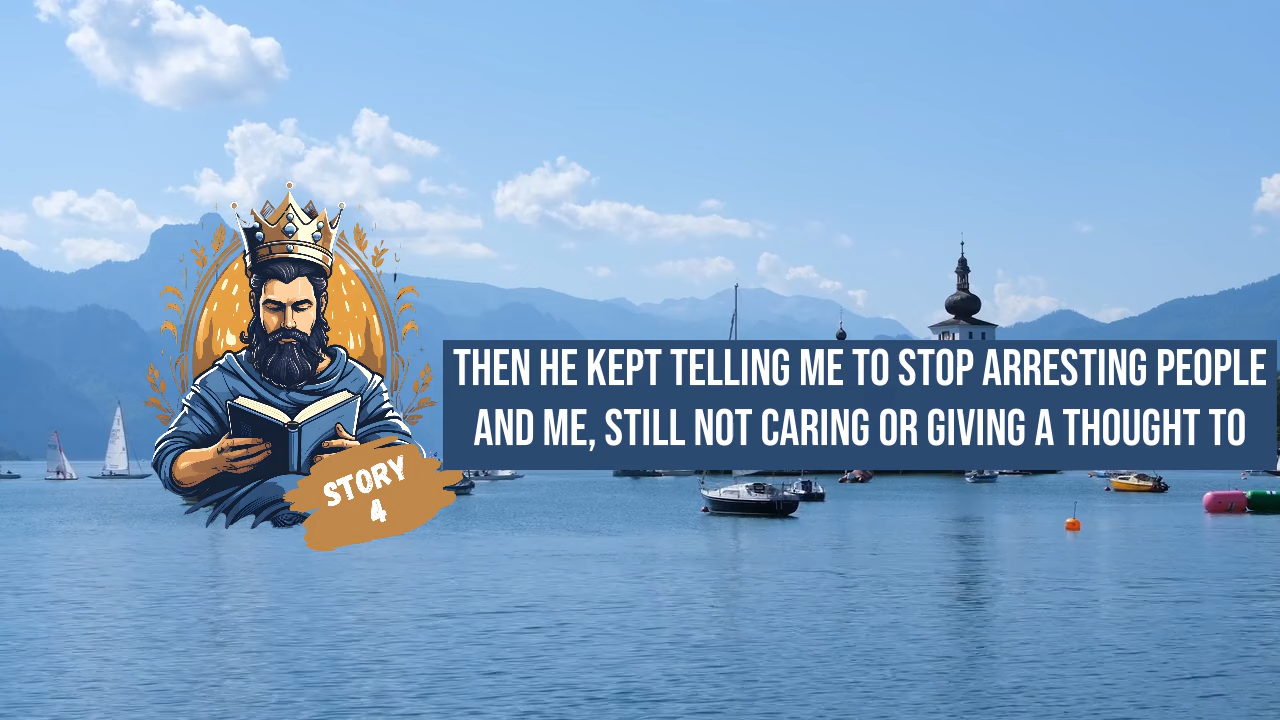 THEN HE KEPT TELLING ME TO STOP ARRESTING PEOPLE
AND ME, STILL NOT CARING OR GIVING A THOUGHT TO
STORY
4